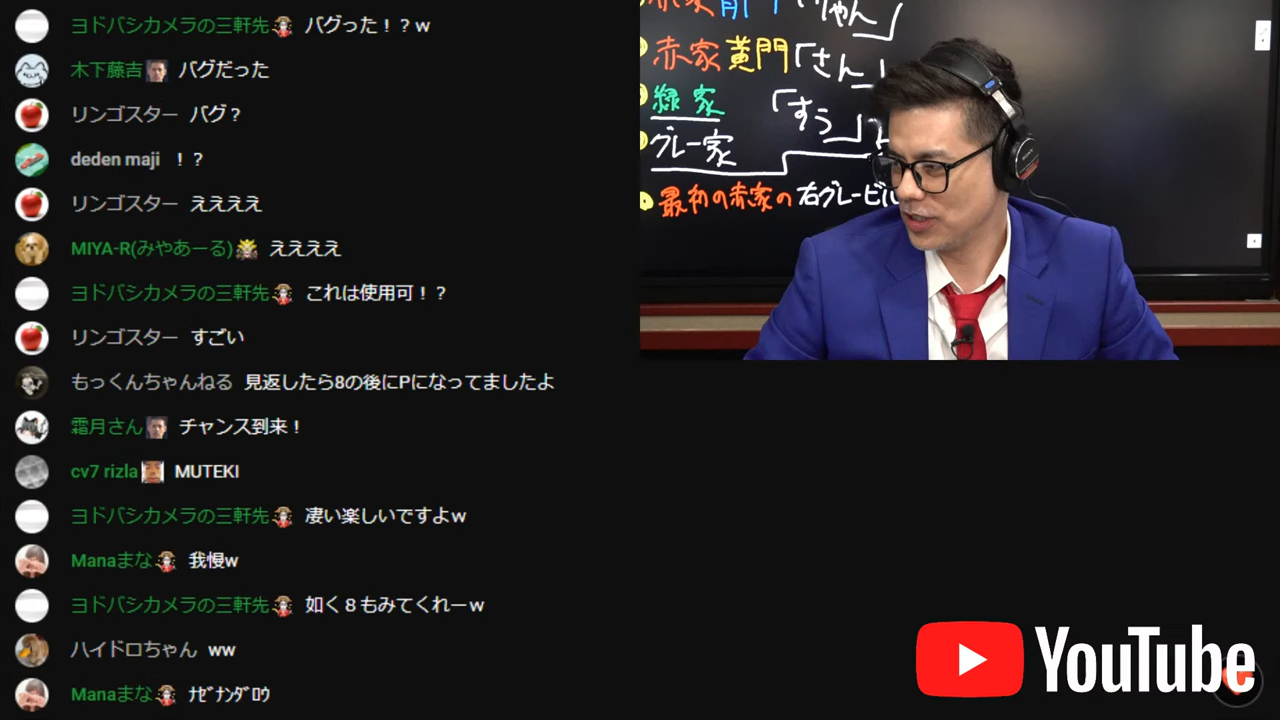 ヨドバシカメラの三軒先 バグった！？ｗ
木下藤吉 バグだった
リンゴスター バグ？
deden maji ！？
リンゴスター ええええ
MIYA-R(みやあーる) ええええ
ヨドバシカメラの三軒先 これは使用可！？
リンゴスター すごい
もっくんちゃんねる 見返したら8の後にPになってましたよ
霜月さん チャンス到来！
cv7 rizla MUTEKI
ヨドバシカメラの三軒先 凄い楽しいですよw
Manaまな 我慢w
ヨドバシカメラの三軒先 如く８もみてくれーｗ
ハイドロちゃん ww
Manaまな ﾅｾﾞﾅﾝﾀﾞﾛｳ
赤家黄門「さん」
緑家 「すう」
グレー家
最初の赤家の右グレービル
SONY
YouTube